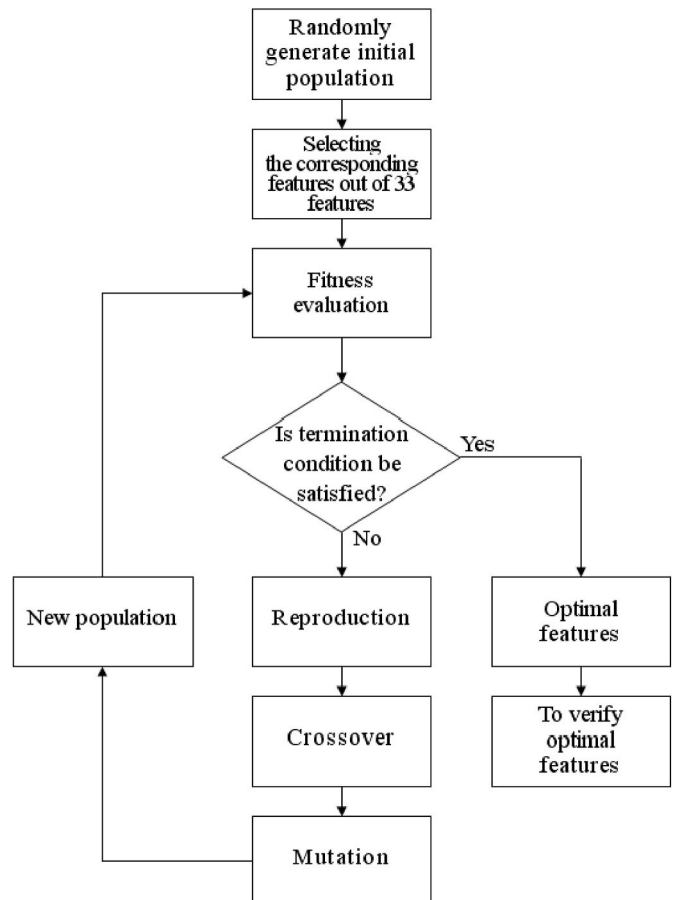 Randomly
generate initial
population
Selecting
the corresponding
features out of 33
features
Fitness
evaluation
Is termination
condition be
satisfied?
Yes
No
New population
Reproduction
Optimal
features
Crossover
To verify
optimal
features
Mutation